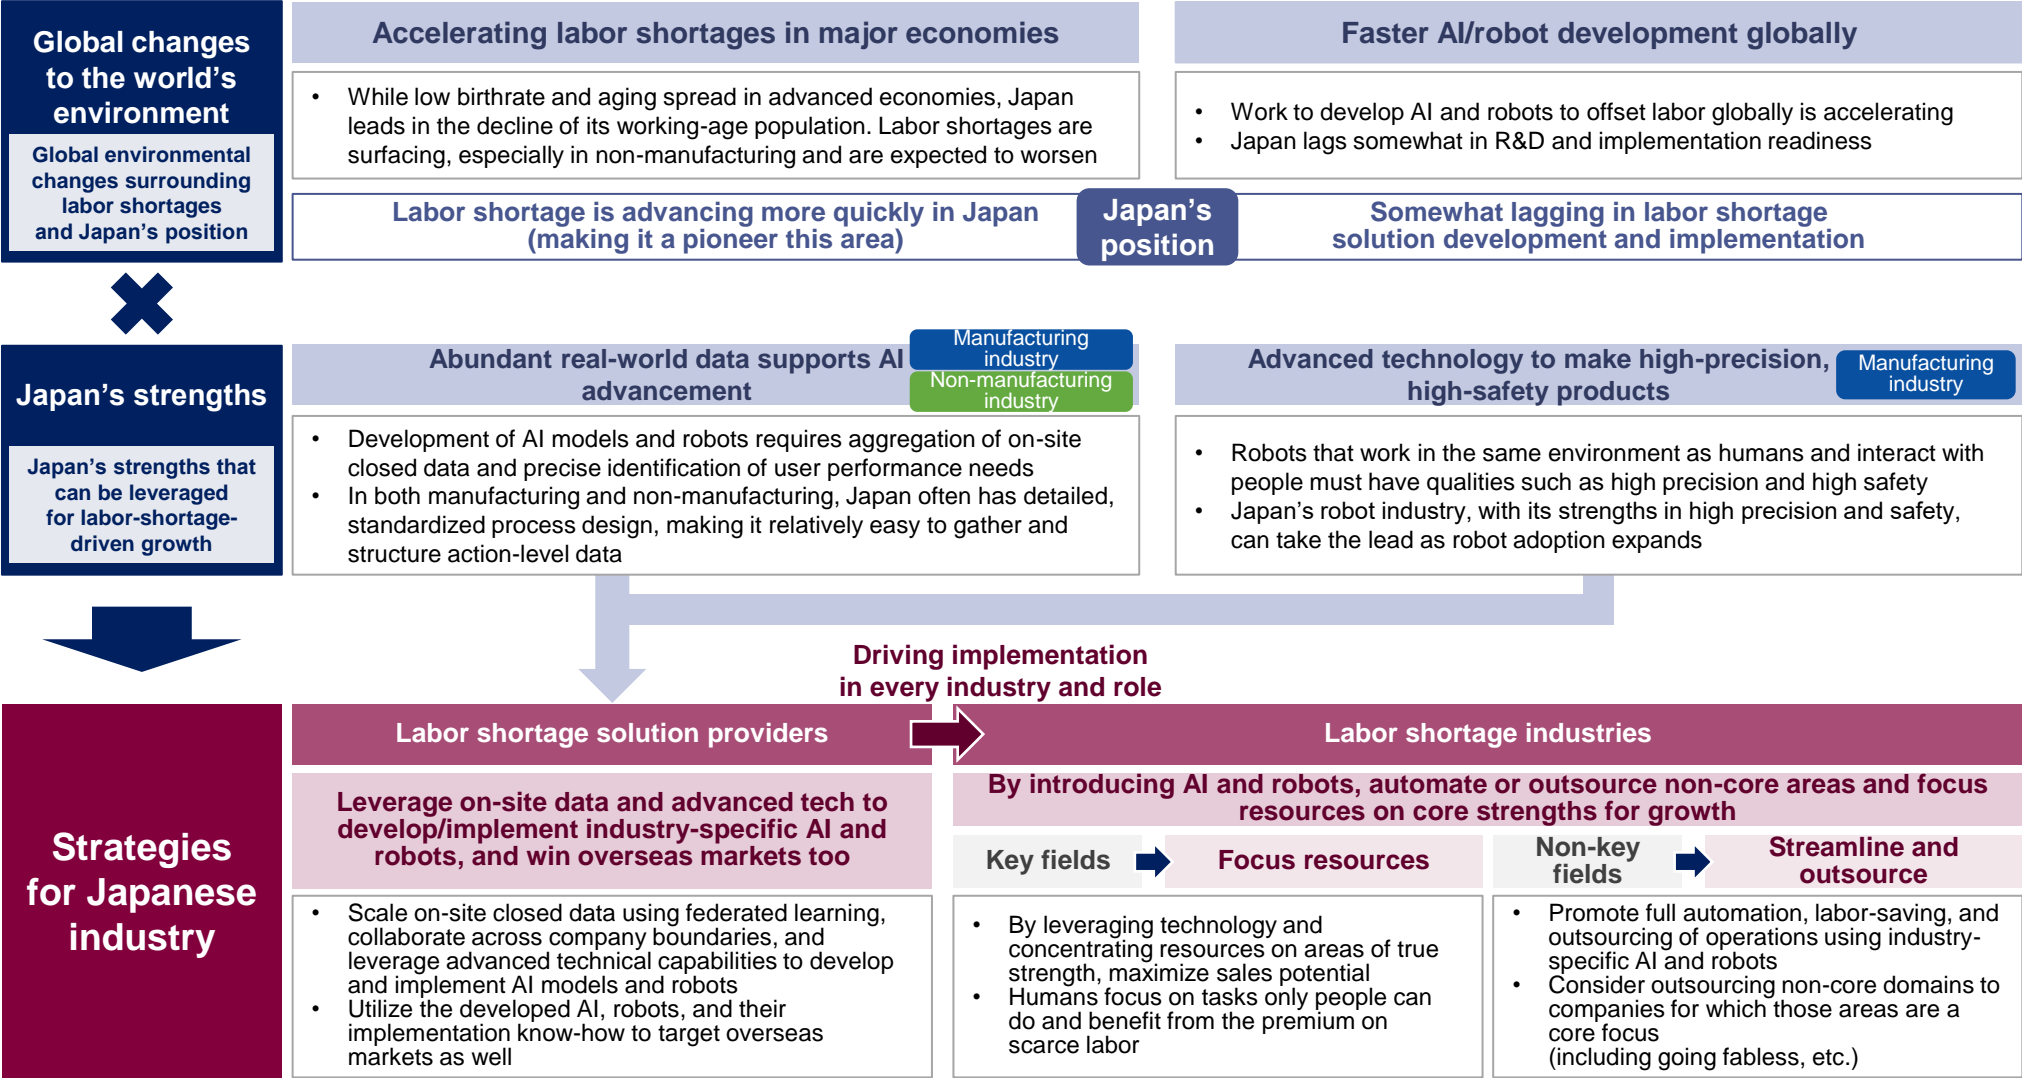 Global changes
to the world's
environment
Global environmental
changes surrounding
labor shortages
and Japan's position
Accelerating labor shortages in major economies
• While low birthrate and aging spread in advanced economies, Japan
leads in the decline of its working-age population. Labor shortages are
surfacing, especially in non-manufacturing and are expected to worsen
Faster AI/robot development globally
• Work to develop AI and robots to offset labor globally is accelerating
• Japan lags somewhat in R&D and implementation readiness
Labor shortage is advancing more quickly in Japan
(making it a pioneer this area)
Japan's
position
Somewhat lagging in labor shortage
solution development and implementation
Japan's strengths
Japan's strengths that
can be leveraged
for labor-shortage-
driven growth
Abundant real-world data supports AI
advancement
Manufacturing
industry
Non-manufacturing
industry
• Development of AI models and robots requires aggregation of on-site
closed data and precise identification of user performance needs
• In both manufacturing and non-manufacturing, Japan often has detailed,
standardized process design, making it relatively easy to gather and
structure action-level data
Advanced technology to make high-precision,
high-safety products
Manufacturing
industry
• Robots that work in the same environment as humans and interact with
people must have qualities such as high precision and high safety
• Japan's robot industry, with its strengths in high precision and safety,
can take the lead as robot adoption expands
Driving implementation
in every industry and role
Strategies
for Japanese
industry
Labor shortage solution providers
Leverage on-site data and advanced tech to
develop/implement industry-specific AI and
robots, and win overseas markets too
• Scale on-site closed data using federated learning,
collaborate across company boundaries, and
leverage advanced technical capabilities to develop
and implement AI models and robots
• Utilize the developed AI, robots, and their
implementation know-how to target overseas
markets as well
Labor shortage industries
By introducing AI and robots, automate or outsource non-core areas and focus
resources on core strengths for growth
Key fields
Focus resources
• By leveraging technology and
concentrating resources on areas of true
strength, maximize sales potential
• Humans focus on tasks only people can
do and benefit from the premium on
scarce labor
Non-key
fields
Streamline and
outsource
• Promote full automation, labor-saving, and
outsourcing of operations using industry-
specific AI and robots
• Consider outsourcing non-core domains to
companies for which those areas are a
core focus
(including going fabless, etc.)